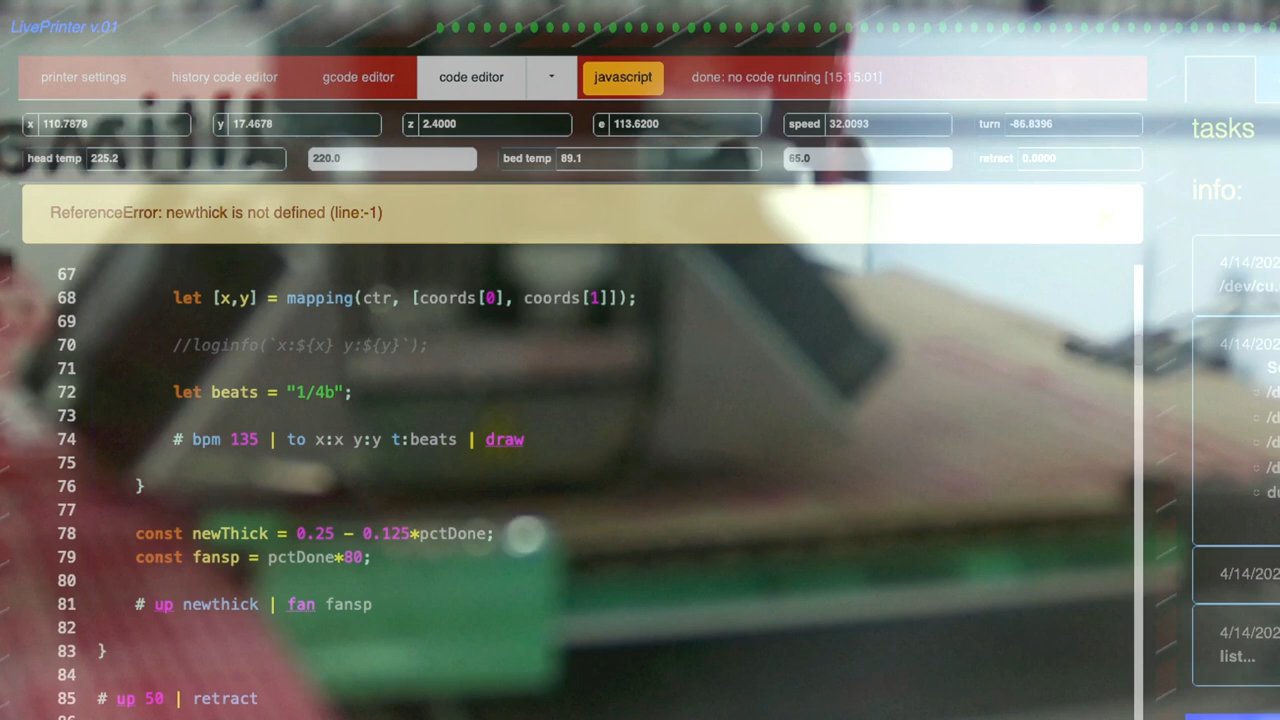 LivePrinter v.01
printer settings history code editor gcode editor code editor javascript done: no code running [15:15:01]
x 110.7878 y 17.4678 z 2.4000 e 113.6200 speed 32.0093 turn -86.8396
head temp 225.2 220.0 bed temp 89.1 65.0 retract 0.0000
tasks
info:
ReferenceError: newthick is not defined (line:-1)
67
68 let [x,y] = mapping(ctr, [coords[0], coords[1]]);
69
70 //loginfo(`x:${x} y:${y}`);
71
72 let beats = "1/4b";
73
74 # bpm 135 | to x:x y:y t:beats | draw
75
76 }
77
78 const newThick = 0.25 - 0.125*pctDone;
79 const fansp = pctDone*80;
80
81 # up newthick | fan fansp
82
83 }
84
85 # up 50 | retract
4/14/202
/dev/cu.
4/14/202
4/14/202
4/14/202
list...